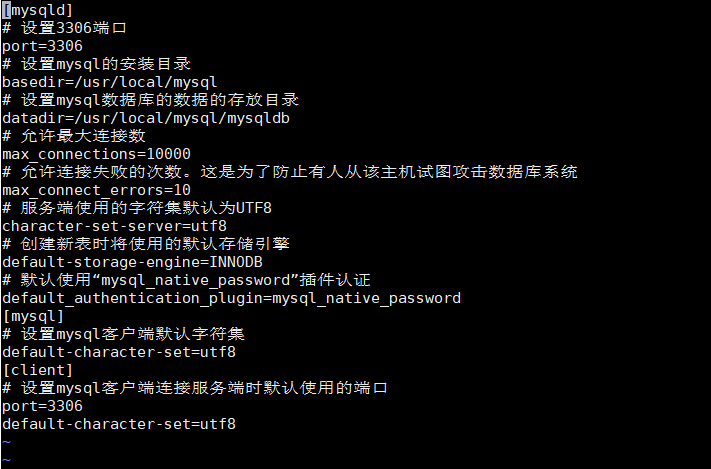 [mysqld]
# 设置3306端口
port=3306
# 设置mysql的安装目录
basedir=/usr/local/mysql
# 设置mysql数据库的数据的存放目录
datadir=/usr/local/mysql/mysqldb
# 允许最大连接数
max_connections=10000
# 允许连接失败的次数。这是为了防止有人从该主机试图攻击数据库系统
max_connect_errors=10
# 服务端使用的字符集默认为UTF8
character-set-server=utf8
# 创建新表时将使用的默认存储引擎
default-storage-engine=INNODB
# 默认使用“mysql_native_password”插件认证
default_authentication_plugin=mysql_native_password
[mysql]
# 设置mysql客户端默认字符集
default-character-set=utf8
[client]
# 设置mysql客户端连接服务端时默认使用的端口
port=3306
default-character-set=utf8
~
~